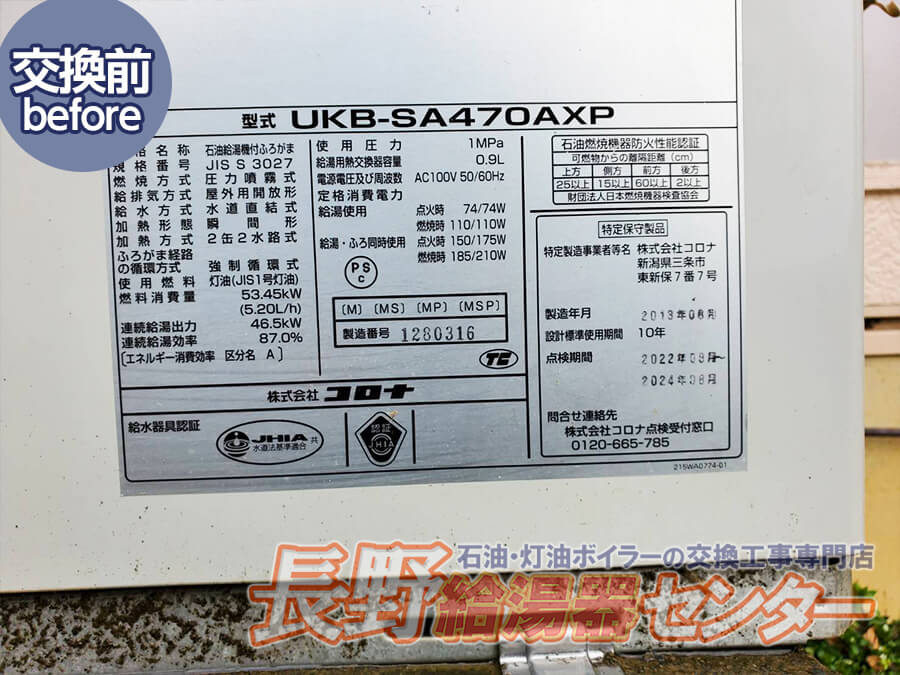 交換前
before
型式 UKB-SA470AXP
格名称 石油給湯機付ふろがま
規格番号 JIS S 3027
燃焼方式 圧力噴霧式
給排気方式 屋外用開放形
給水方式 水道直結式
加熱形態 瞬間形
加熱方式 2缶2水路式
ふろがま経路
の循環方式 強制循環式
使用燃料 灯油(JIS1号灯油)
燃料消費量 53.45kW
(5.20L/h)
連続給湯出力 46.5kW
連続給湯効率 87.0%
[エネルギー消費効率 区分名 A]
使用圧力 1MPa
給湯用熱交換器容量 0.9L
電源電圧及び周波数 AC100V 50/60Hz
定格消費電力
給湯使用 点火時 74/74W
燃焼時 110/110W
給湯・ふろ同時使用 点火時 150/175W
燃焼時 185/210W
PS
C
(M) (MS) (MP) (MSP)
製造番号 1280316
TC
石油燃焼機器防火性能認証
可燃物からの離隔距離 (cm)
上方 側方 前方 後方
25以上 15以上 60以上 2以上
財団法人日本燃焼機器検査協会
特定保守製品
特定製造事業者等名 株式会社コロナ
新潟県三条市
東新保7番7号
製造年月 2013年08月
設計標準使用期間 10年
点検期間 2022年09月~
2024年08月
問合せ連絡先
株式会社コロナ点検受付窓口
0120-665-785
株式会社 コロナ
給水器具認証
JHIA 共
水道法基準適合
認証
JHIA
215WA0774-01
石油・灯油ボイラーの交換工事専門店
長野給湯器センター